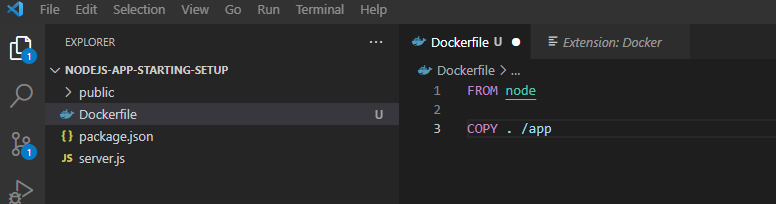 File Edit Selection View Go Run Terminal Help
EXPLORER ...
NODEJS-APP-STARTING-SETUP
public
Dockerfile U
{ } package.json
JS server.js
1
1
Dockerfile U
Extension: Docker
Dockerfile > ...
1 FROM node
2
3 COPY . /app